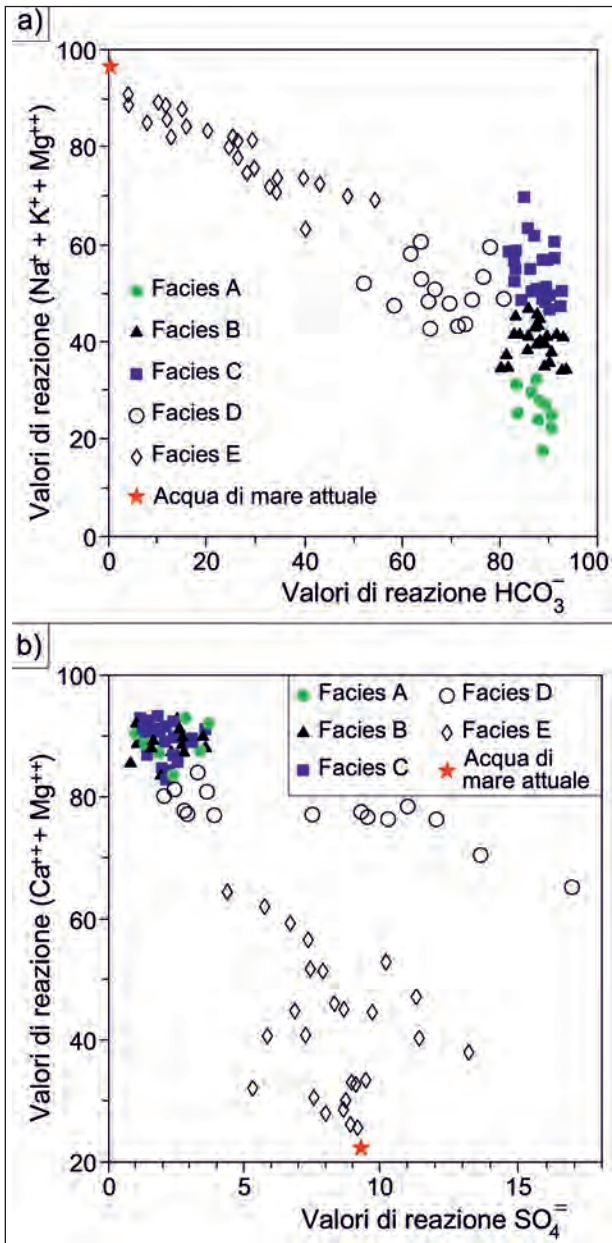 a)
100
80
60
40
20
0
Valori di reazione (Na⁺ + K⁺ + Mg⁺⁺)
Facies A
Facies B
Facies C
Facies D
Facies E
Acqua di mare attuale
0 20 40 60 80 100
Valori di reazione HCO₃⁻
b)
100
80
60
40
20
Valori di reazione (Ca⁺⁺ + Mg⁺⁺)
Facies A Facies D
Facies B Facies E
Facies C Acqua di
mare attuale
0 5 10 15
Valori di reazione SO₄⁼